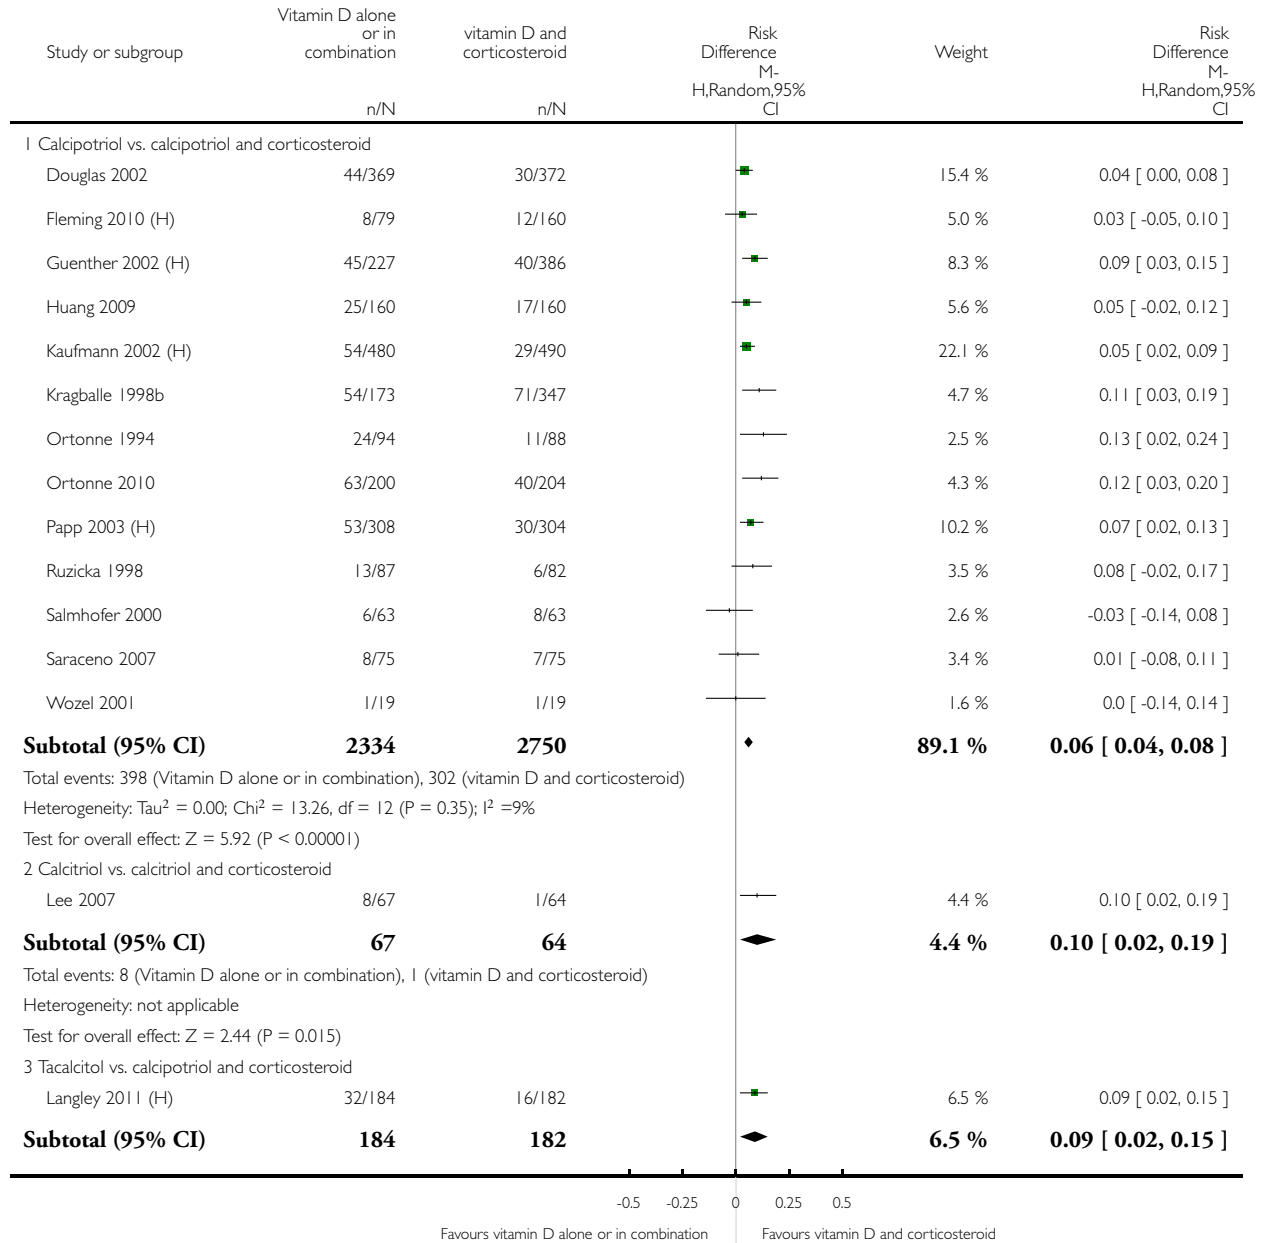 Study or subgroup Vitamin D alone or in combination vitamin D and corticosteroid Risk Difference Weight Risk Difference
n/N n/N M-H,Random,95% CI M-H,Random,95% CI
1 Calcipotriol vs. calcipotriol and corticosteroid
Douglas 2002 44/369 30/372 15.4 % 0.04 [ 0.00, 0.08 ]
Fleming 2010 (H) 8/79 12/160 5.0 % 0.03 [ -0.05, 0.10 ]
Guenther 2002 (H) 45/227 40/386 8.3 % 0.09 [ 0.03, 0.15 ]
Huang 2009 25/160 17/160 5.6 % 0.05 [ -0.02, 0.12 ]
Kaufmann 2002 (H) 54/480 29/490 22.1 % 0.05 [ 0.02, 0.09 ]
Kragballe 1998b 54/173 71/347 4.7 % 0.11 [ 0.03, 0.19 ]
Ortonne 1994 24/94 11/88 2.5 % 0.13 [ 0.02, 0.24 ]
Ortonne 2010 63/200 40/204 4.3 % 0.12 [ 0.03, 0.20 ]
Papp 2003 (H) 53/308 30/304 10.2 % 0.07 [ 0.02, 0.13 ]
Ruzicka 1998 13/87 6/82 3.5 % 0.08 [ -0.02, 0.17 ]
Salmhofer 2000 6/63 8/63 2.6 % -0.03 [ -0.14, 0.08 ]
Saraceno 2007 8/75 7/75 3.4 % 0.01 [ -0.08, 0.11 ]
Wozel 2001 1/19 1/19 1.6 % 0.0 [ -0.14, 0.14 ]
Subtotal (95% CI) 2334 2750 89.1 % 0.06 [ 0.04, 0.08 ]
Total events: 398 (Vitamin D alone or in combination), 302 (vitamin D and corticosteroid)
Heterogeneity: Tau² = 0.00; Chi² = 13.26, df = 12 (P = 0.35); I² =9%
Test for overall effect: Z = 5.92 (P < 0.00001)
2 Calcitriol vs. calcitriol and corticosteroid
Lee 2007 8/67 1/64 4.4 % 0.10 [ 0.02, 0.19 ]
Subtotal (95% CI) 67 64 4.4 % 0.10 [ 0.02, 0.19 ]
Total events: 8 (Vitamin D alone or in combination), 1 (vitamin D and corticosteroid)
Heterogeneity: not applicable
Test for overall effect: Z = 2.44 (P = 0.015)
3 Tacalcitol vs. calcipotriol and corticosteroid
Langley 2011 (H) 32/184 16/182 6.5 % 0.09 [ 0.02, 0.15 ]
Subtotal (95% CI) 184 182 6.5 % 0.09 [ 0.02, 0.15 ]
-0.5 -0.25 0 0.25 0.5
Favours vitamin D alone or in combination Favours vitamin D and corticosteroid